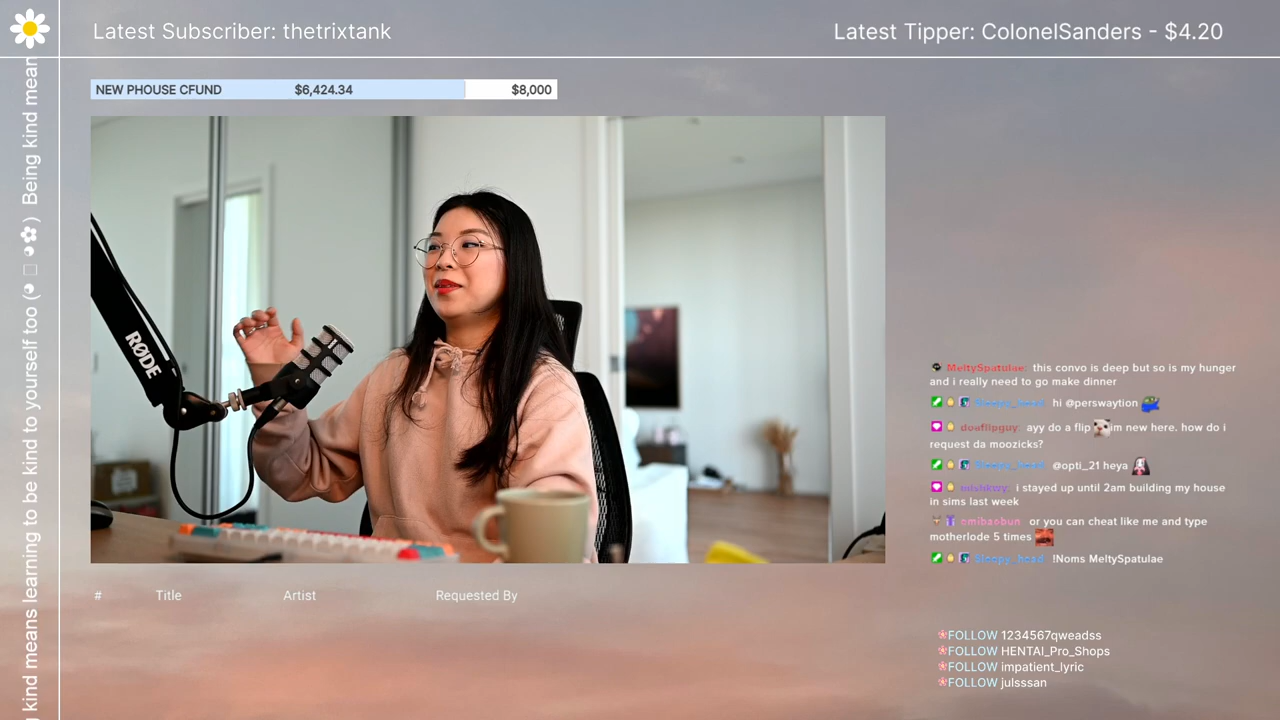 Latest Subscriber: thetrixtank
Latest Tipper: ColonelSanders - $4.20
Being kind mean
g kind means learning to be kind to yourself too
NEW PHOUSE CFUND $6,424.34 $8,000
RØDE
MeltySpatulae: this convo is deep but so is my hunger
and i really need to go make dinner
hi @perswaytion
doaflipguy: ayy do a flip im new here. how do i
request da moozicks?
@opti_21 heya
i stayed up until 2am building my house
in sims last week
omibaobun or you can cheat like me and type
motherlode 5 times
!Noms MeltySpatulae
# Title Artist Requested By
FOLLOW 1234567qweadss
FOLLOW HENTAI_Pro_Shops
FOLLOW impatient_lyric
FOLLOW julsssan